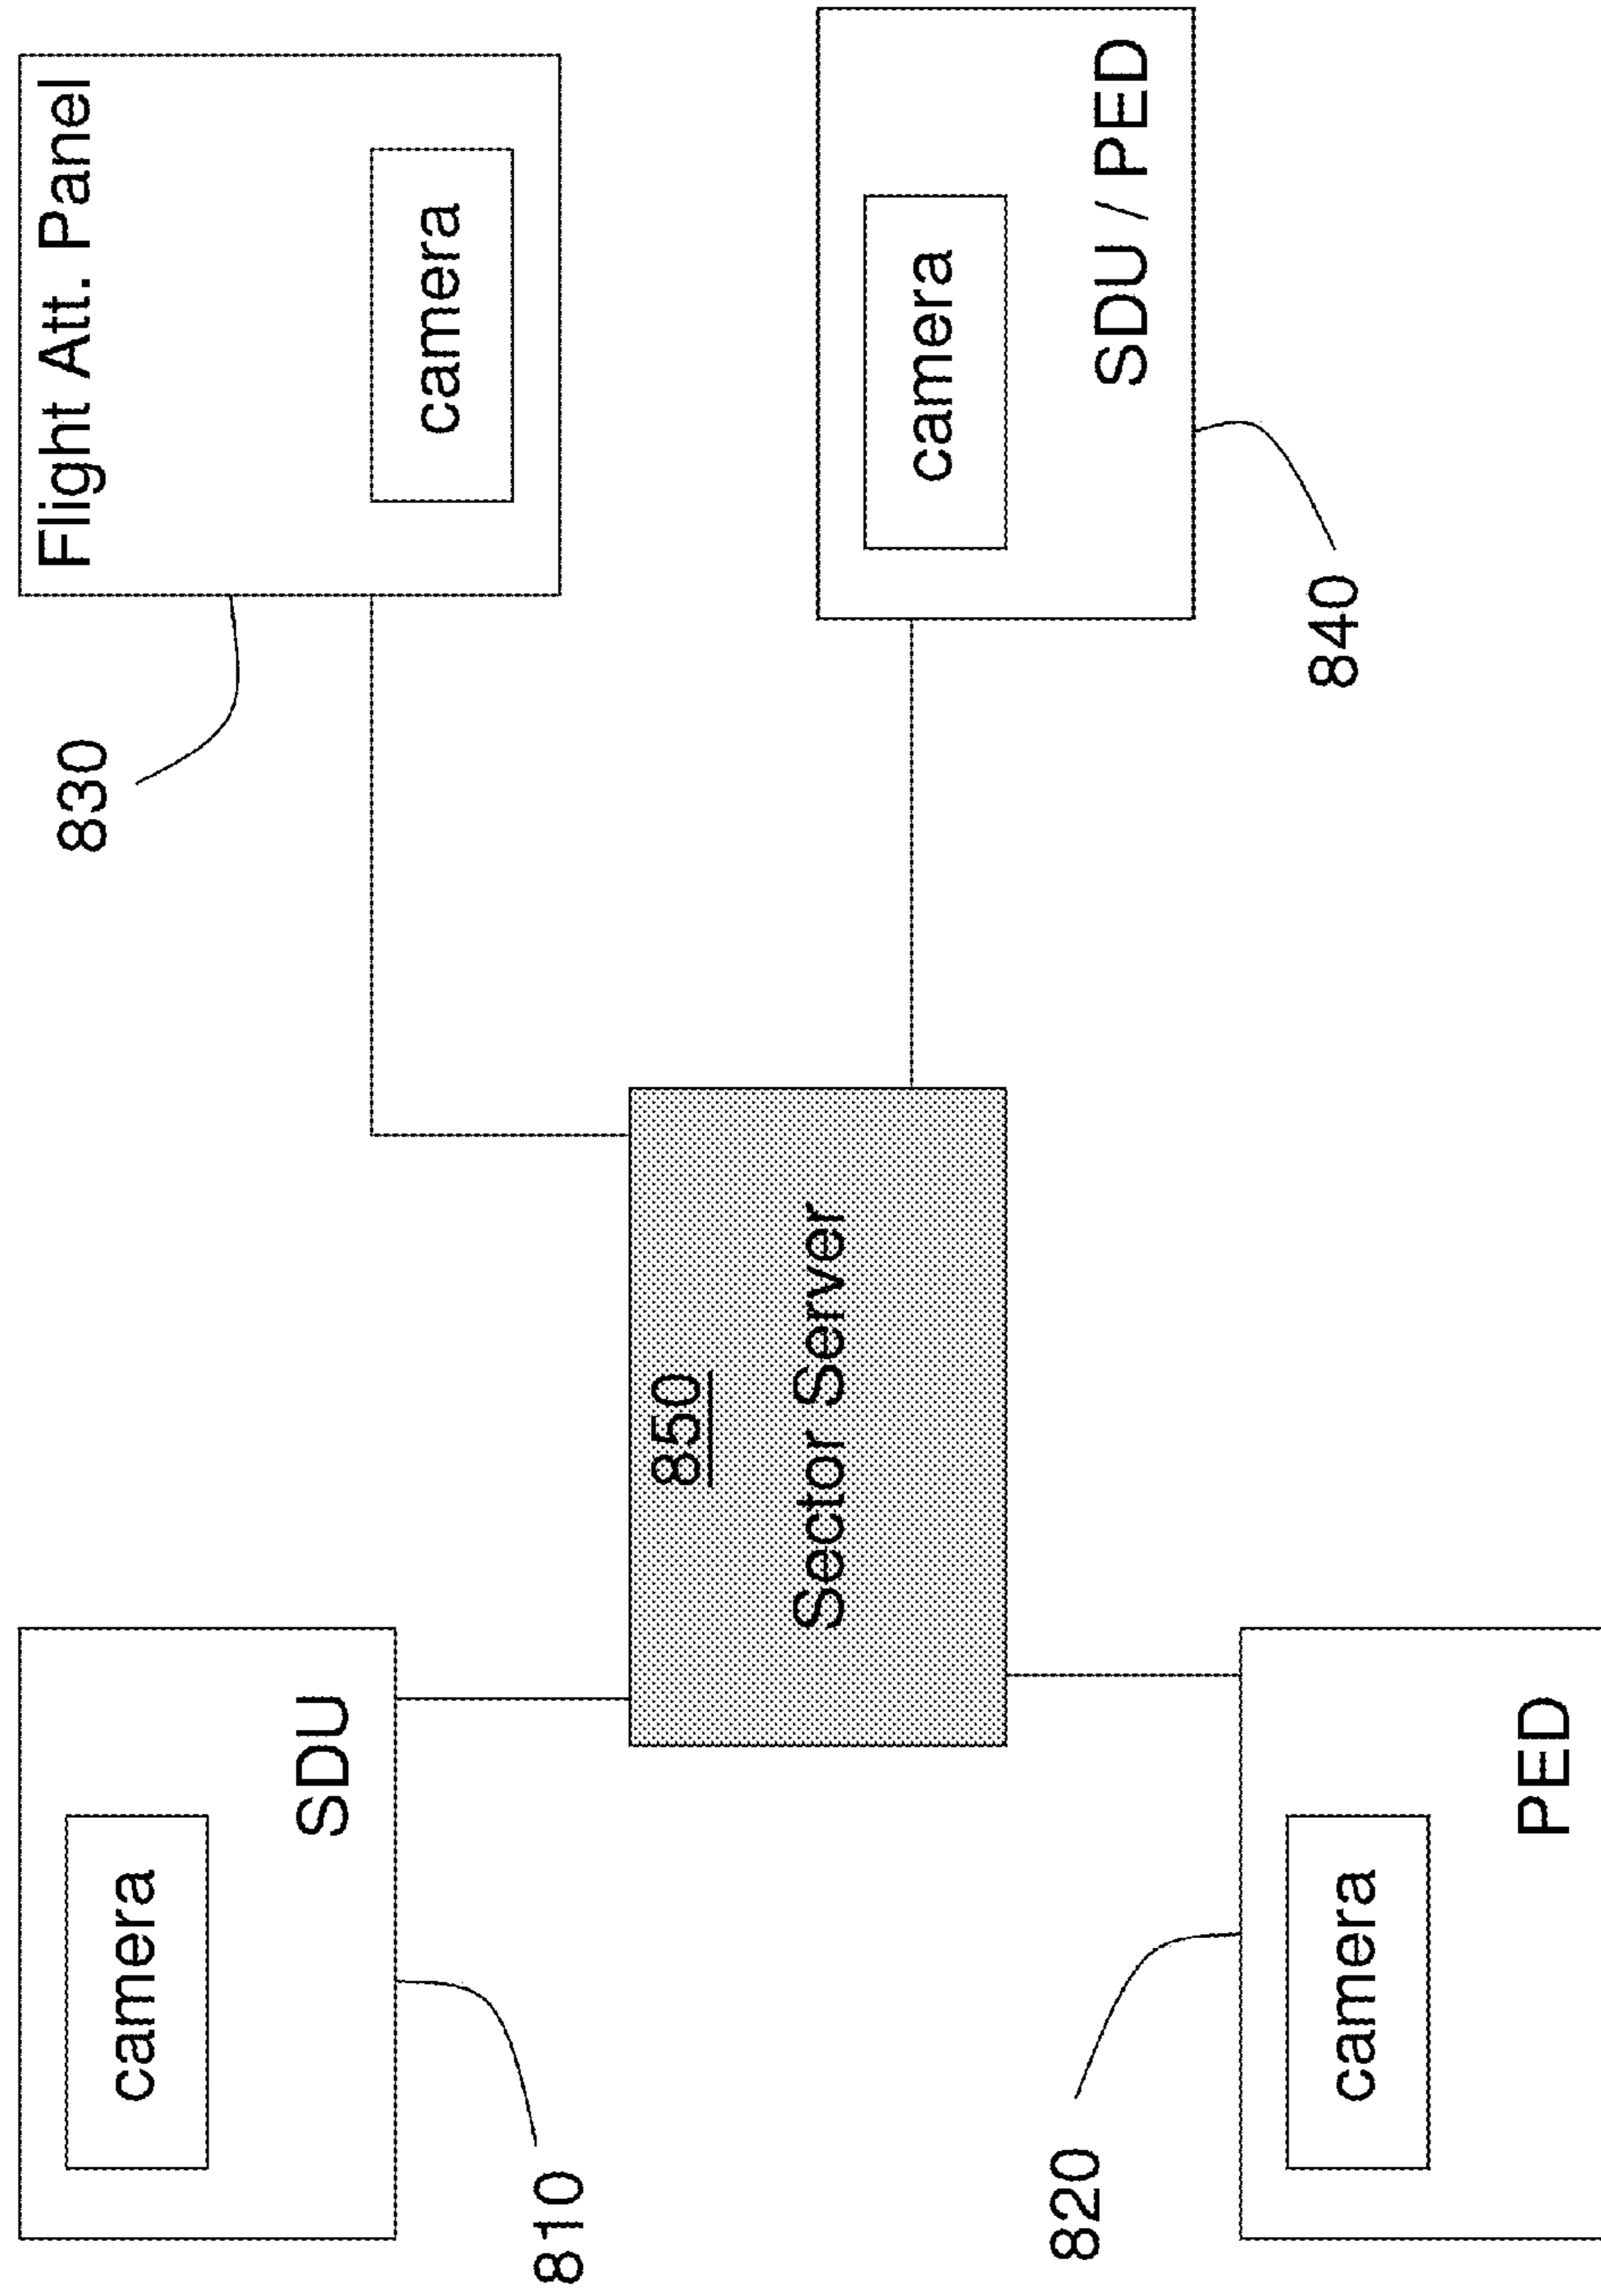 camera
SDU
810
Flight Att. Panel
camera
830
850
Sector Server
camera
PED
820
camera
SDU / PED
840